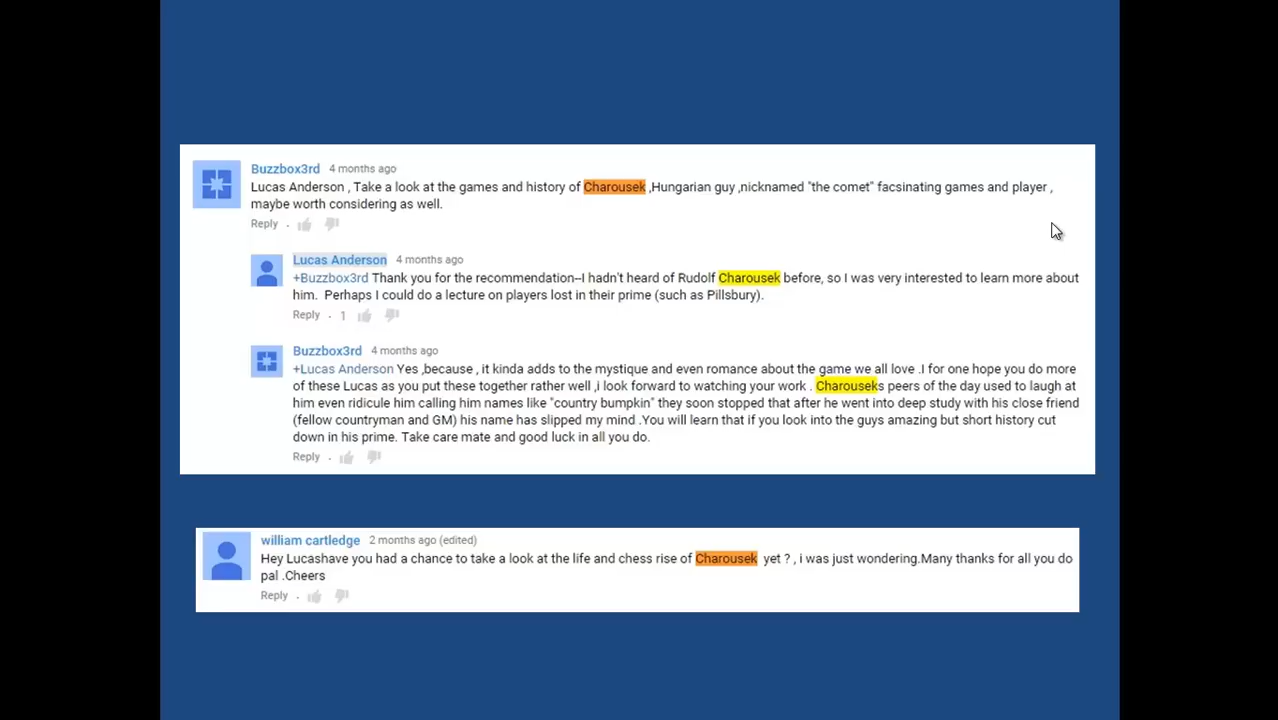 Buzzbox3rd 4 months ago
Lucas Anderson , Take a look at the games and history of Charousek ,Hungarian guy ,nicknamed "the comet" facsinating games and player ,
maybe worth considering as well.
Reply .
Lucas Anderson 4 months ago
+Buzzbox3rd Thank you for the recommendation--I hadn't heard of Rudolf Charousek before, so I was very interested to learn more about
him. Perhaps I could do a lecture on players lost in their prime (such as Pillsbury).
Reply . 1
Buzzbox3rd 4 months ago
+Lucas Anderson Yes ,because , it kinda adds to the mystique and even romance about the game we all love .I for one hope you do more
of these Lucas as you put these together rather well ,i look forward to watching your work . Charouseks peers of the day used to laugh at
him even ridicule him calling him names like "country bumpkin" they soon stopped that after he went into deep study with his close friend
(fellow countryman and GM) his name has slipped my mind .You will learn that if you look into the guys amazing but short history cut
down in his prime. Take care mate and good luck in all you do.
Reply .
william cartledge 2 months ago (edited)
Hey Lucashave you had a chance to take a look at the life and chess rise of Charousek yet ? , i was just wondering.Many thanks for all you do
pal .Cheers
Reply .